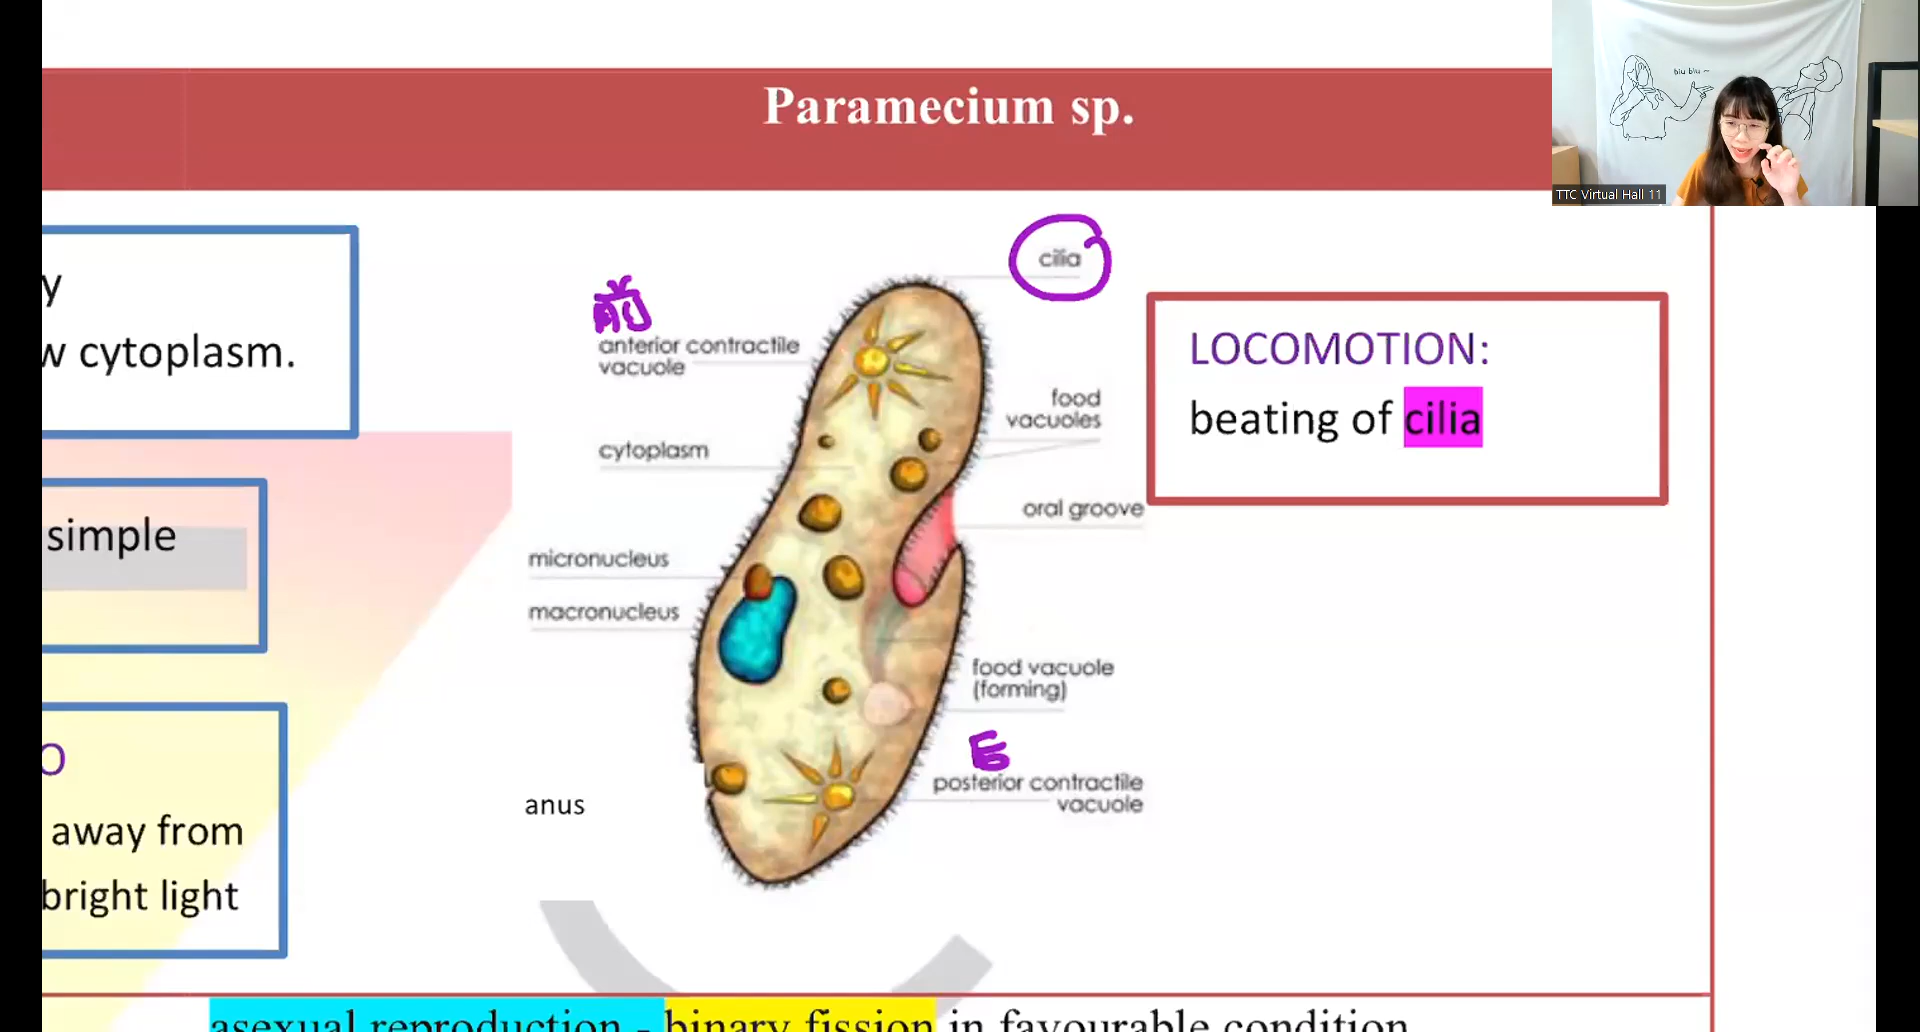 Paramecium sp.
blu blu ~
TTC Virtual Hall 11
y
w cytoplasm.
simple
O
away from
bright light
cilia
前
anterior contractile
vacuole
cytoplasm
micronucleus
macronucleus
anus
food
vacuoles
oral groove
food vacuole
(forming)
posterior contractile
vacuole
LOCOMOTION:
beating of cilia
asexual reproduction - binary fission in favourable condition